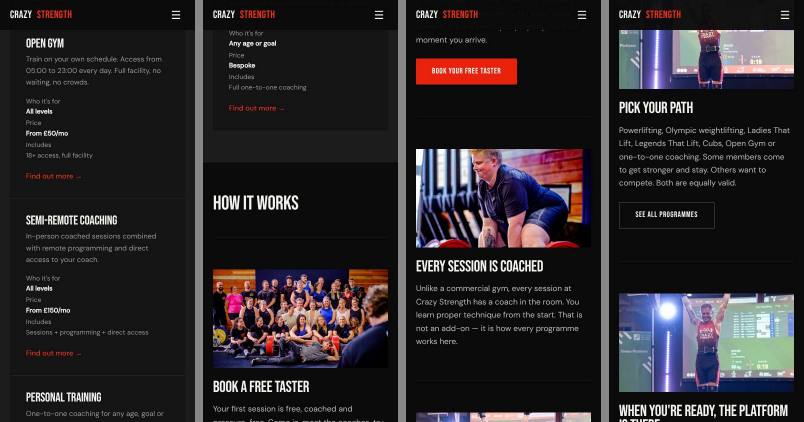 CRAZY STRENGTH
OPEN GYM
Train on your own schedule. Access from
05:00 to 23:00 every day. Full facility, no
waiting, no crowds.
Who it's for
All levels
Price
From £50/mo
Includes
18+ access, full facility
Find out more →
SEMI-REMOTE COACHING
In-person coached sessions combined
with remote programming and direct
access to your coach.
Who it's for
All levels
Price
From £150/mo
Includes
Sessions + programming + direct access
Find out more →
PERSONAL TRAINING
One-to-one coaching for any age, goal or
CRAZY STRENGTH
Who it's for
Any age or goal
Price
Bespoke
Includes
Full one-to-one coaching
Find out more →
HOW IT WORKS
BOOK A FREE TASTER
Your first session is free, coached and
CRAZY STRENGTH
moment you arrive.
BOOK YOUR FREE TASTER
EVERY SESSION IS COACHED
Unlike a commercial gym, every session at
Crazy Strength has a coach in the room. You
learn proper technique from the start. That is
not an add-on — it is how every programme
works here.
CRAZY STRENGTH
0:19
PICK YOUR PATH
Powerlifting, Olympic weightlifting, Ladies That
Lift, Legends That Lift, Cubs, Open Gym or
one-to-one coaching. Some members come
to get stronger and stay. Others want to
compete. Both are equally valid.
SEE ALL PROGRAMMES
0:19
WHEN YOU'RE READY, THE PLATFORM
IS THERE